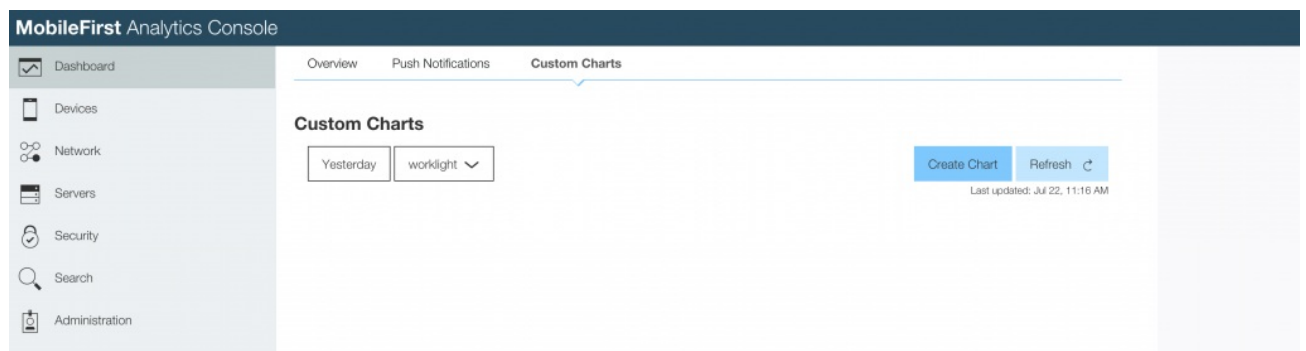 MobileFirst Analytics Console
Dashboard
Devices
Network
Servers
Security
Search
Administration
Overview Push Notifications Custom Charts
Custom Charts
Yesterday worklight Create Chart Refresh
Last updated: Jul 22, 11:16 AM